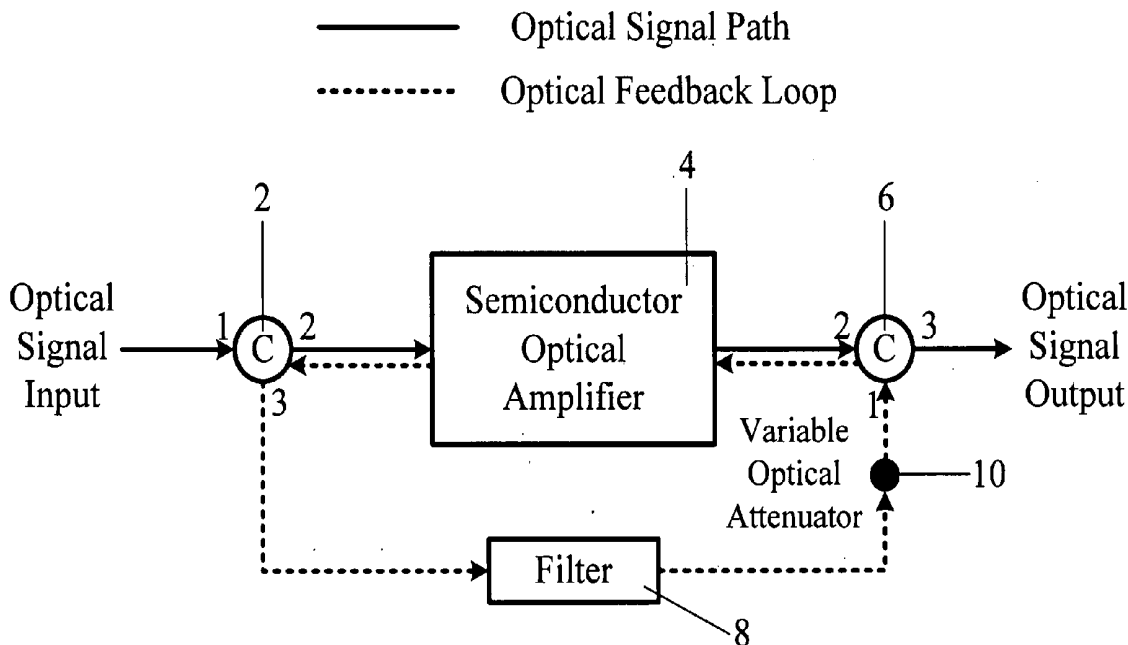 Optical Signal Path
Optical Feedback Loop
2
4
6
Optical
Signal
Input
1
C
2
3
Semiconductor
Optical
Amplifier
2
C
3
1
Optical
Signal
Output
Variable
Optical
Attenuator
10
Filter
8